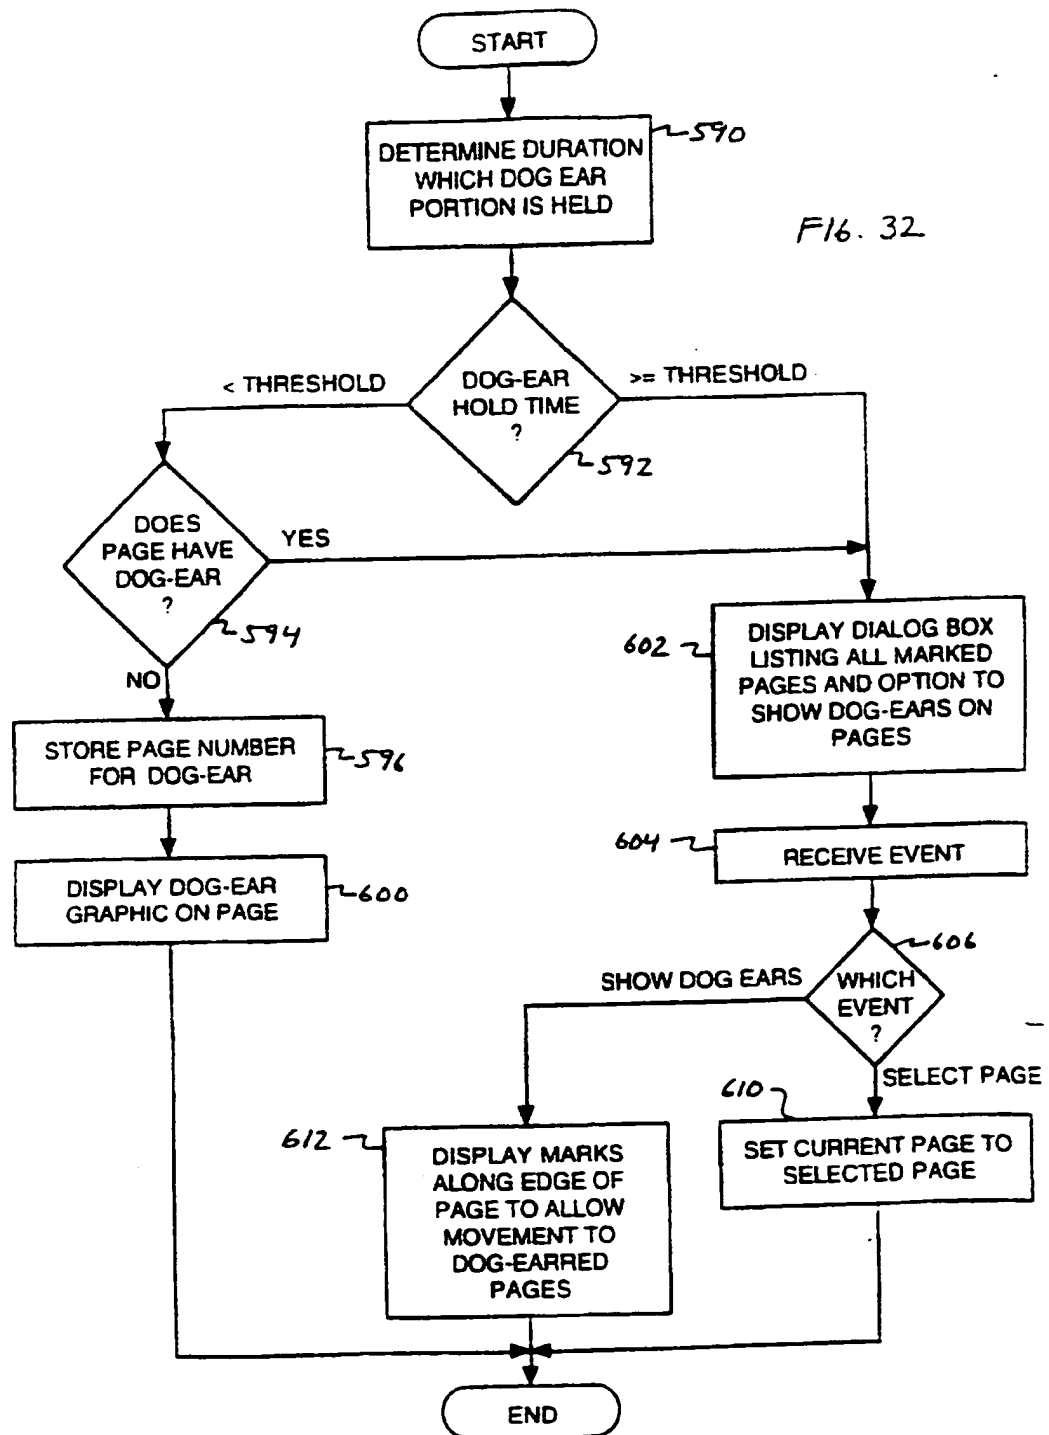 START
590
DETERMINE DURATION
WHICH DOG EAR
PORTION IS HELD
FIG. 32
< THRESHOLD
DOG-EAR
HOLD TIME
?
>= THRESHOLD
592
DOES
PAGE HAVE
DOG-EAR
?
YES
594
NO
602
DISPLAY DIALOG BOX
LISTING ALL MARKED
PAGES AND OPTION TO
SHOW DOG-EARS ON
PAGES
STORE PAGE NUMBER
FOR DOG-EAR
596
604
RECEIVE EVENT
DISPLAY DOG-EAR
GRAPHIC ON PAGE
600
606
SHOW DOG EARS
WHICH
EVENT
?
SELECT PAGE
610
SET CURRENT PAGE TO
SELECTED PAGE
612
DISPLAY MARKS
ALONG EDGE OF
PAGE TO ALLOW
MOVEMENT TO
DOG-EARRED
PAGES
END